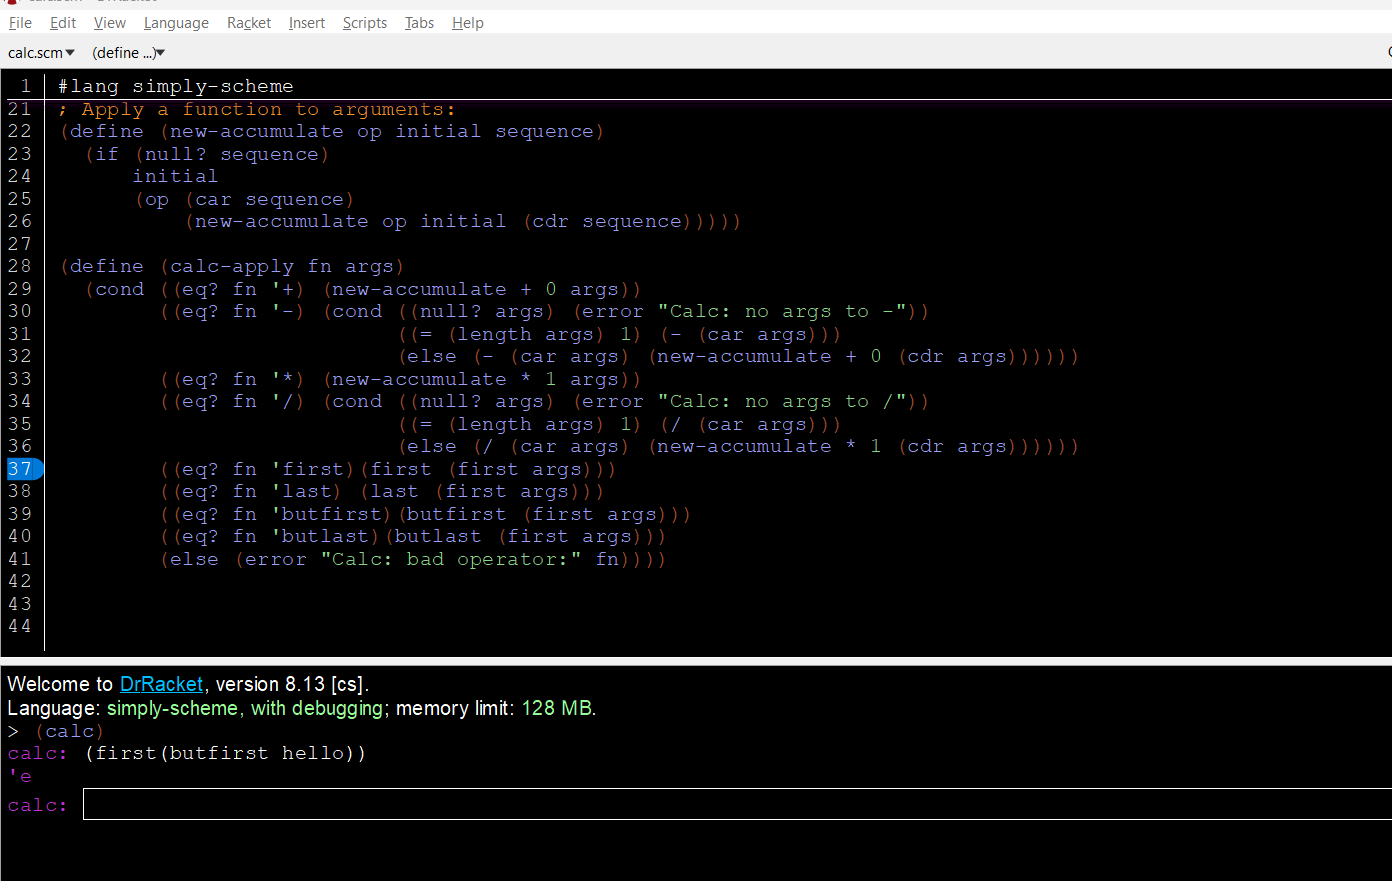 File Edit View Language Racket Insert Scripts Tabs Help
calc.scm▼ (define ...)▼
1 #lang simply-scheme
21 ; Apply a function to arguments:
22 (define (new-accumulate op initial sequence)
23   (if (null? sequence)
24       initial
25       (op (car sequence)
26           (new-accumulate op initial (cdr sequence)))))
27
28 (define (calc-apply fn args)
29   (cond ((eq? fn '+) (new-accumulate + 0 args))
30         ((eq? fn '-) (cond ((null? args) (error "Calc: no args to -"))
31                            ((= (length args) 1) (- (car args)))
32                            (else (- (car args) (new-accumulate + 0 (cdr args))))))
33         ((eq? fn '*) (new-accumulate * 1 args))
34         ((eq? fn '/) (cond ((null? args) (error "Calc: no args to /"))
35                            ((= (length args) 1) (/ (car args)))
36                            (else (/ (car args) (new-accumulate * 1 (cdr args))))))
37         ((eq? fn 'first)(first (first args)))
38         ((eq? fn 'last) (last (first args)))
39         ((eq? fn 'butfirst)(butfirst (first args)))
40         ((eq? fn 'butlast)(butlast (first args)))
41         (else (error "Calc: bad operator:" fn))))
42
43
44
Welcome to DrRacket, version 8.13 [cs].
Language: simply-scheme, with debugging; memory limit: 128 MB.
> (calc)
calc: (first(butfirst hello))
'e
calc: